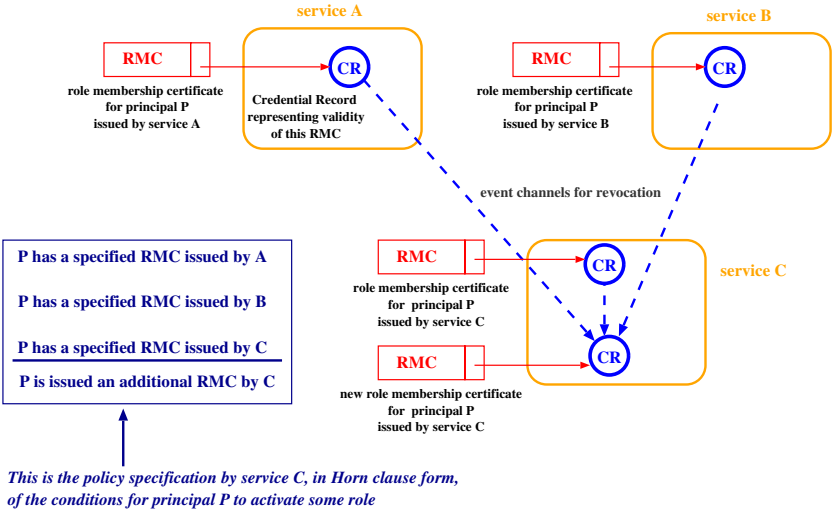 service A
service B
RMC
CR
RMC
CR
role membership certificate
for principal P
issued by service A
Credential Record
representing validity
of this RMC
role membership certificate
for principal P
issued by service B
event channels for revocation
P has a specified RMC issued by A
P has a specified RMC issued by B
P has a specified RMC issued by C
P is issued an additional RMC by C
RMC
CR
service C
role membership certificate
for principal P
issued by service C
RMC
CR
new role membership certificate
for principal P
issued by service C
This is the policy specification by service C, in Horn clause form,
of the conditions for principal P to activate some role